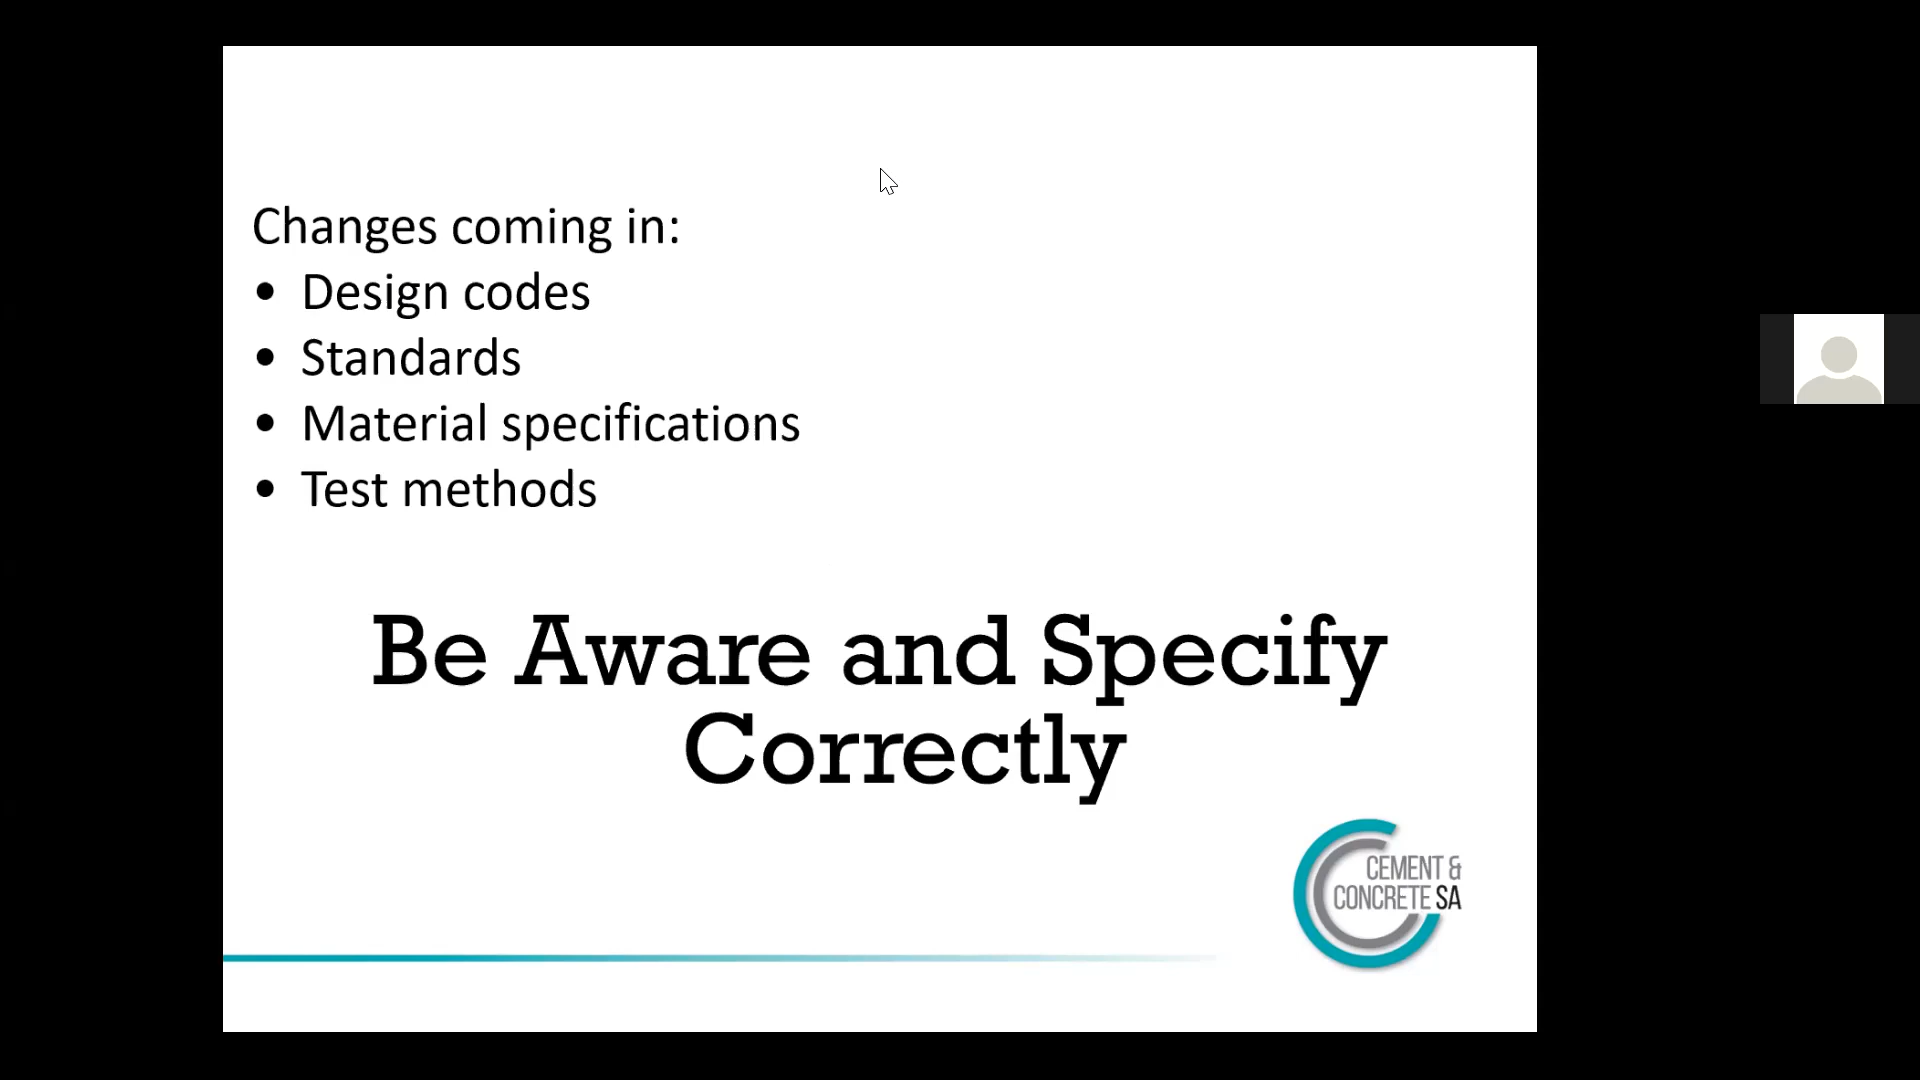 Changes coming in:
• Design codes
• Standards
• Material specifications
• Test methods
Be Aware and Specify
Correctly
CEMENT &
CONCRETE SA